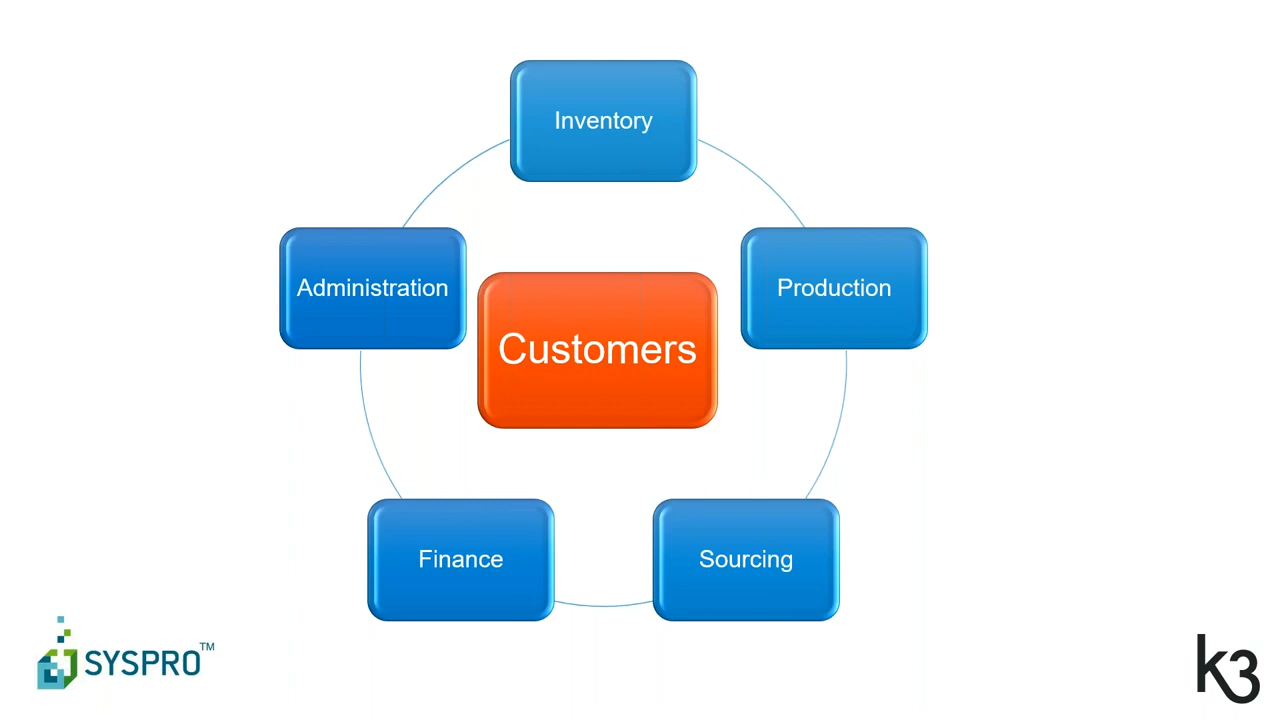 Inventory
Administration
Production
Customers
Finance
Sourcing
SYSPRO™
k3